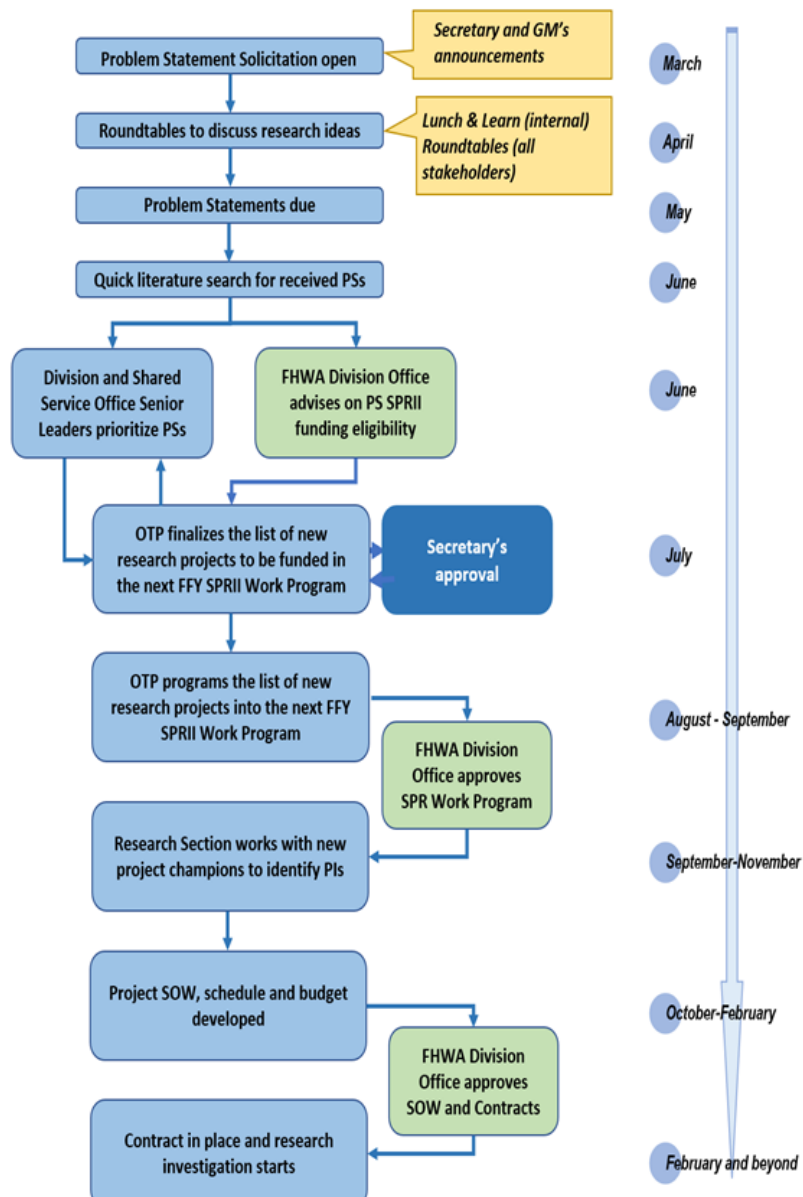 Problem Statement Solicitation open
Secretary and GM's
announcements
March
Roundtables to discuss research ideas
Lunch & Learn (internal)
Roundtables (all
stakeholders)
April
Problem Statements due
May
Quick literature search for received PSs
June
Division and Shared
Service Office Senior
Leaders prioritize PSs
FHWA Division Office
advises on PS SPRII
funding eligibility
June
OTP finalizes the list of new
research projects to be funded in
the next FFY SPRII Work Program
Secretary's
approval
July
OTP programs the list of new
research projects into the next FFY
SPRII Work Program
August - September
FHWA Division
Office approves
SPR Work Program
Research Section works with new
project champions to identify PIs
September-November
Project SOW, schedule and budget
developed
October-February
FHWA Division
Office approves
SOW and Contracts
Contract in place and research
investigation starts
February and beyond